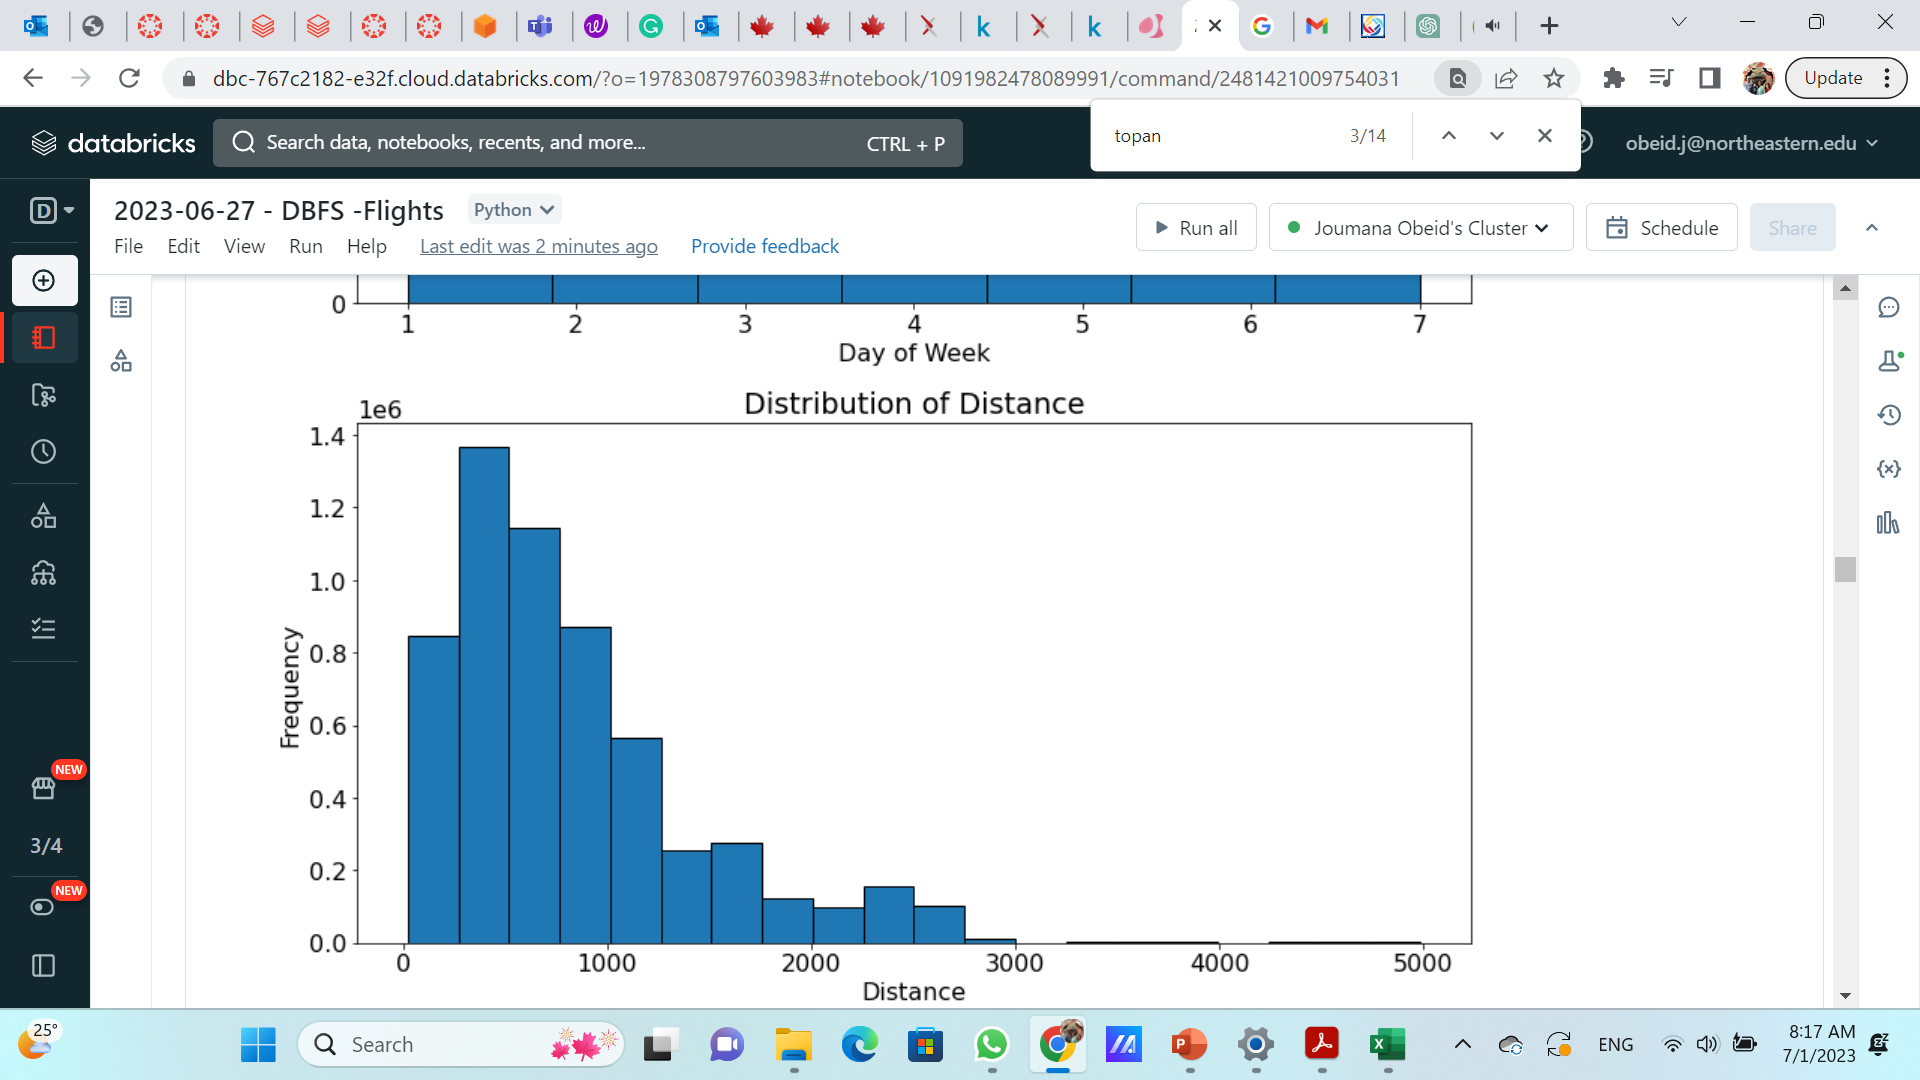 dbc-767c2182-e32f.cloud.databricks.com/?o=1978308797603983#notebook/1091982478089991/command/2481421009754031
Update
topan
3/14
databricks
Search data, notebooks, recents, and more...
CTRL + P
obeid.j@northeastern.edu
D
2023-06-27 - DBFS -Flights
Python
File Edit View Run Help
Last edit was 2 minutes ago
Provide feedback
Run all
Joumana Obeid's Cluster
Schedule
Share
0
1 2 3 4 5 6 7
Day of Week
Distribution of Distance
1e6
1.4
1.2
1.0
0.8
0.6
0.4
0.2
0.0
Frequency
0 1000 2000 3000 4000 5000
Distance
NEW
3/4
NEW
25°
Search
ENG
8:17 AM
7/1/2023